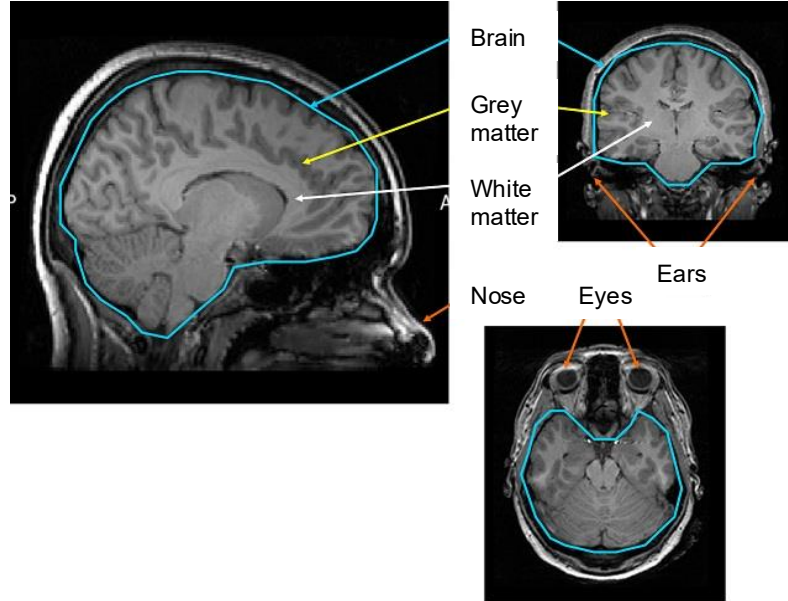 Brain
Grey
matter
White
matter
A
P
Ears
Nose
Eyes